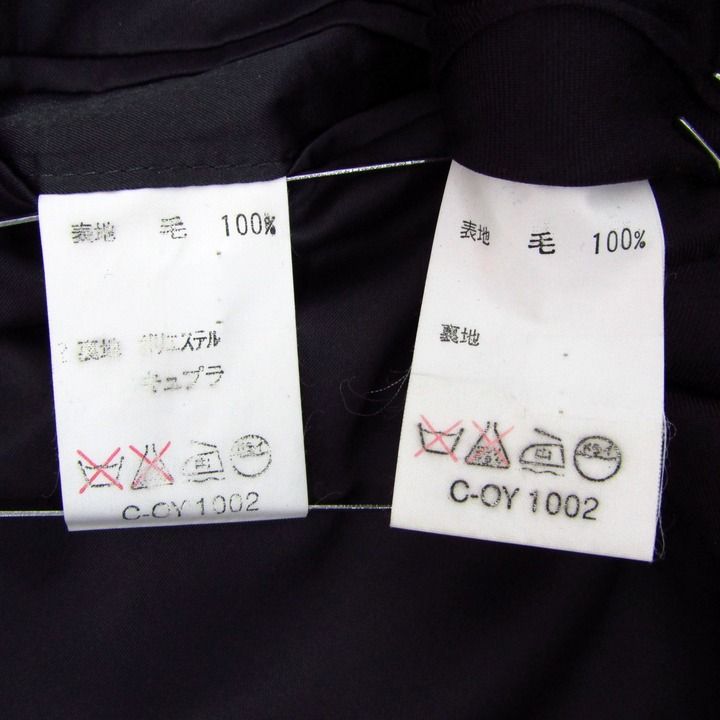 表地 毛 100%
裏地 ポリエステル
キュプラ
C-OY 1002
表地 毛 100%
裏地
C-OY 1002